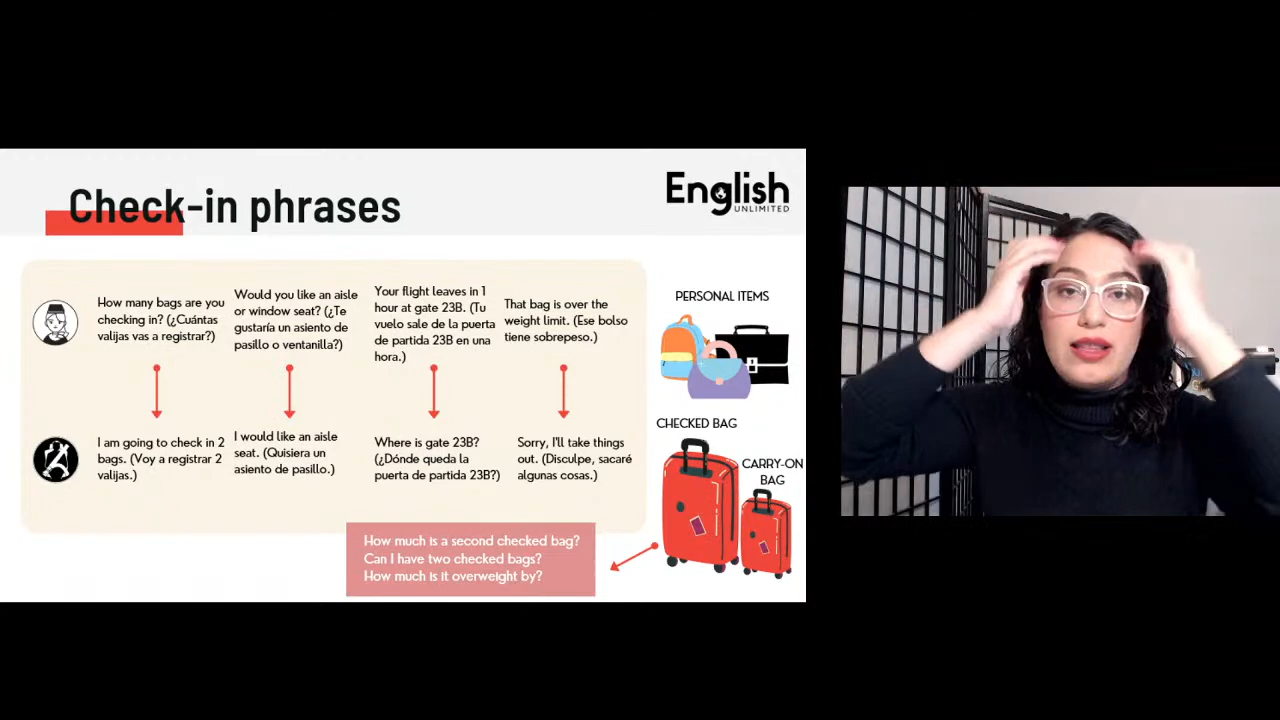 Check-in phrases
English
UNLIMITED
How many bags are you
checking in? (¿Cuántas
valijas vas a registrar?)
Would you like an aisle
or window seat? (¿Te
gustaría un asiento de
pasillo o ventanilla?)
Your flight leaves in 1
hour at gate 23B. (Tu
vuelo sale de la puerta
de partida 23B en una
hora.)
That bag is over the
weight limit. (Ese bolso
tiene sobrepeso.)
I am going to check in 2
bags. (Voy a registrar 2
valijas.)
I would like an aisle
seat. (Quisiera un
asiento de pasillo.)
Where is gate 23B?
(¿Dónde queda la
puerta de partida 23B?)
Sorry, I'll take things
out. (Disculpe, sacaré
algunas cosas.)
PERSONAL ITEMS
CHECKED BAG
CARRY-ON
BAG
How much is a second checked bag?
Can I have two checked bags?
How much is it overweight by?